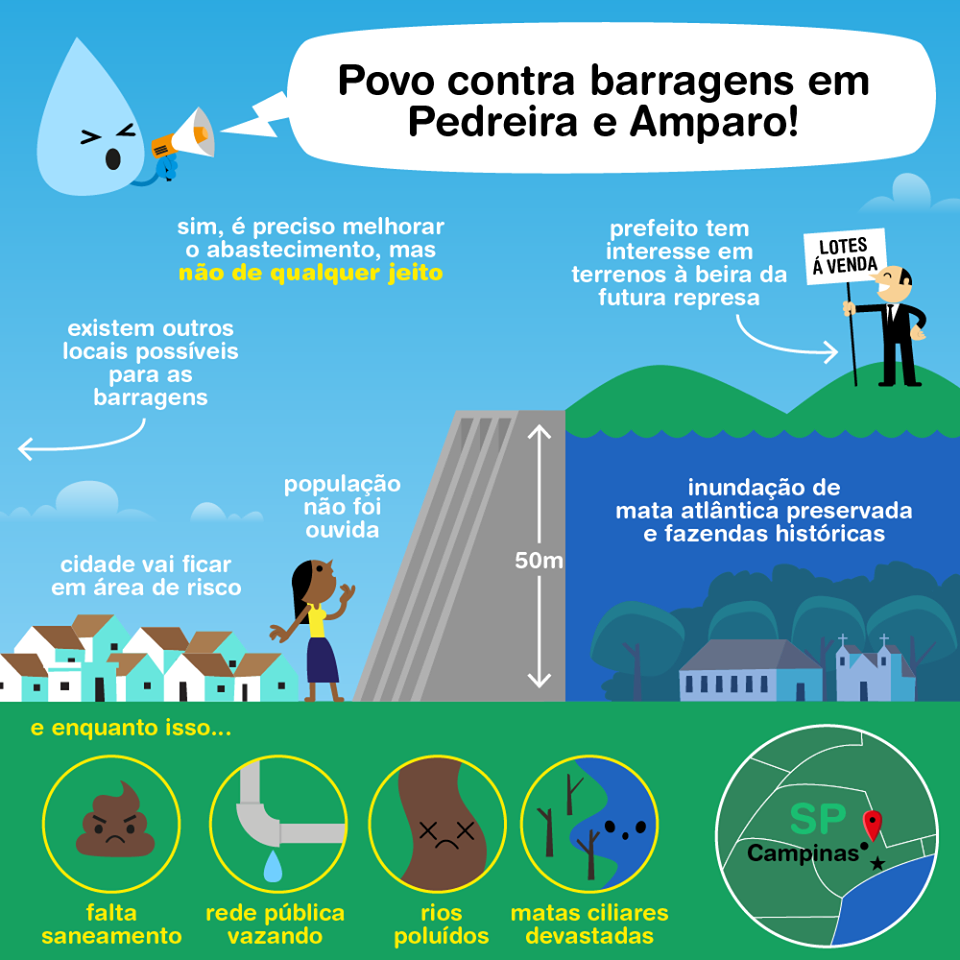 Povo contra barragens em
Pedreira e Amparo!
sim, é preciso melhorar
o abastecimento, mas
não de qualquer jeito
prefeito tem
interesse em
terrenos à beira da
futura represa
LOTES
Á VENDA
existem outros
locais possíveis
para as
barragens
população
não foi
ouvida
50m
inundação de
mata atlântica preservada
e fazendas históricas
cidade vai ficar
em área de risco
e enquanto isso...
falta
saneamento
rede pública
vazando
rios
poluídos
matas ciliares
devastadas
SP
Campinas